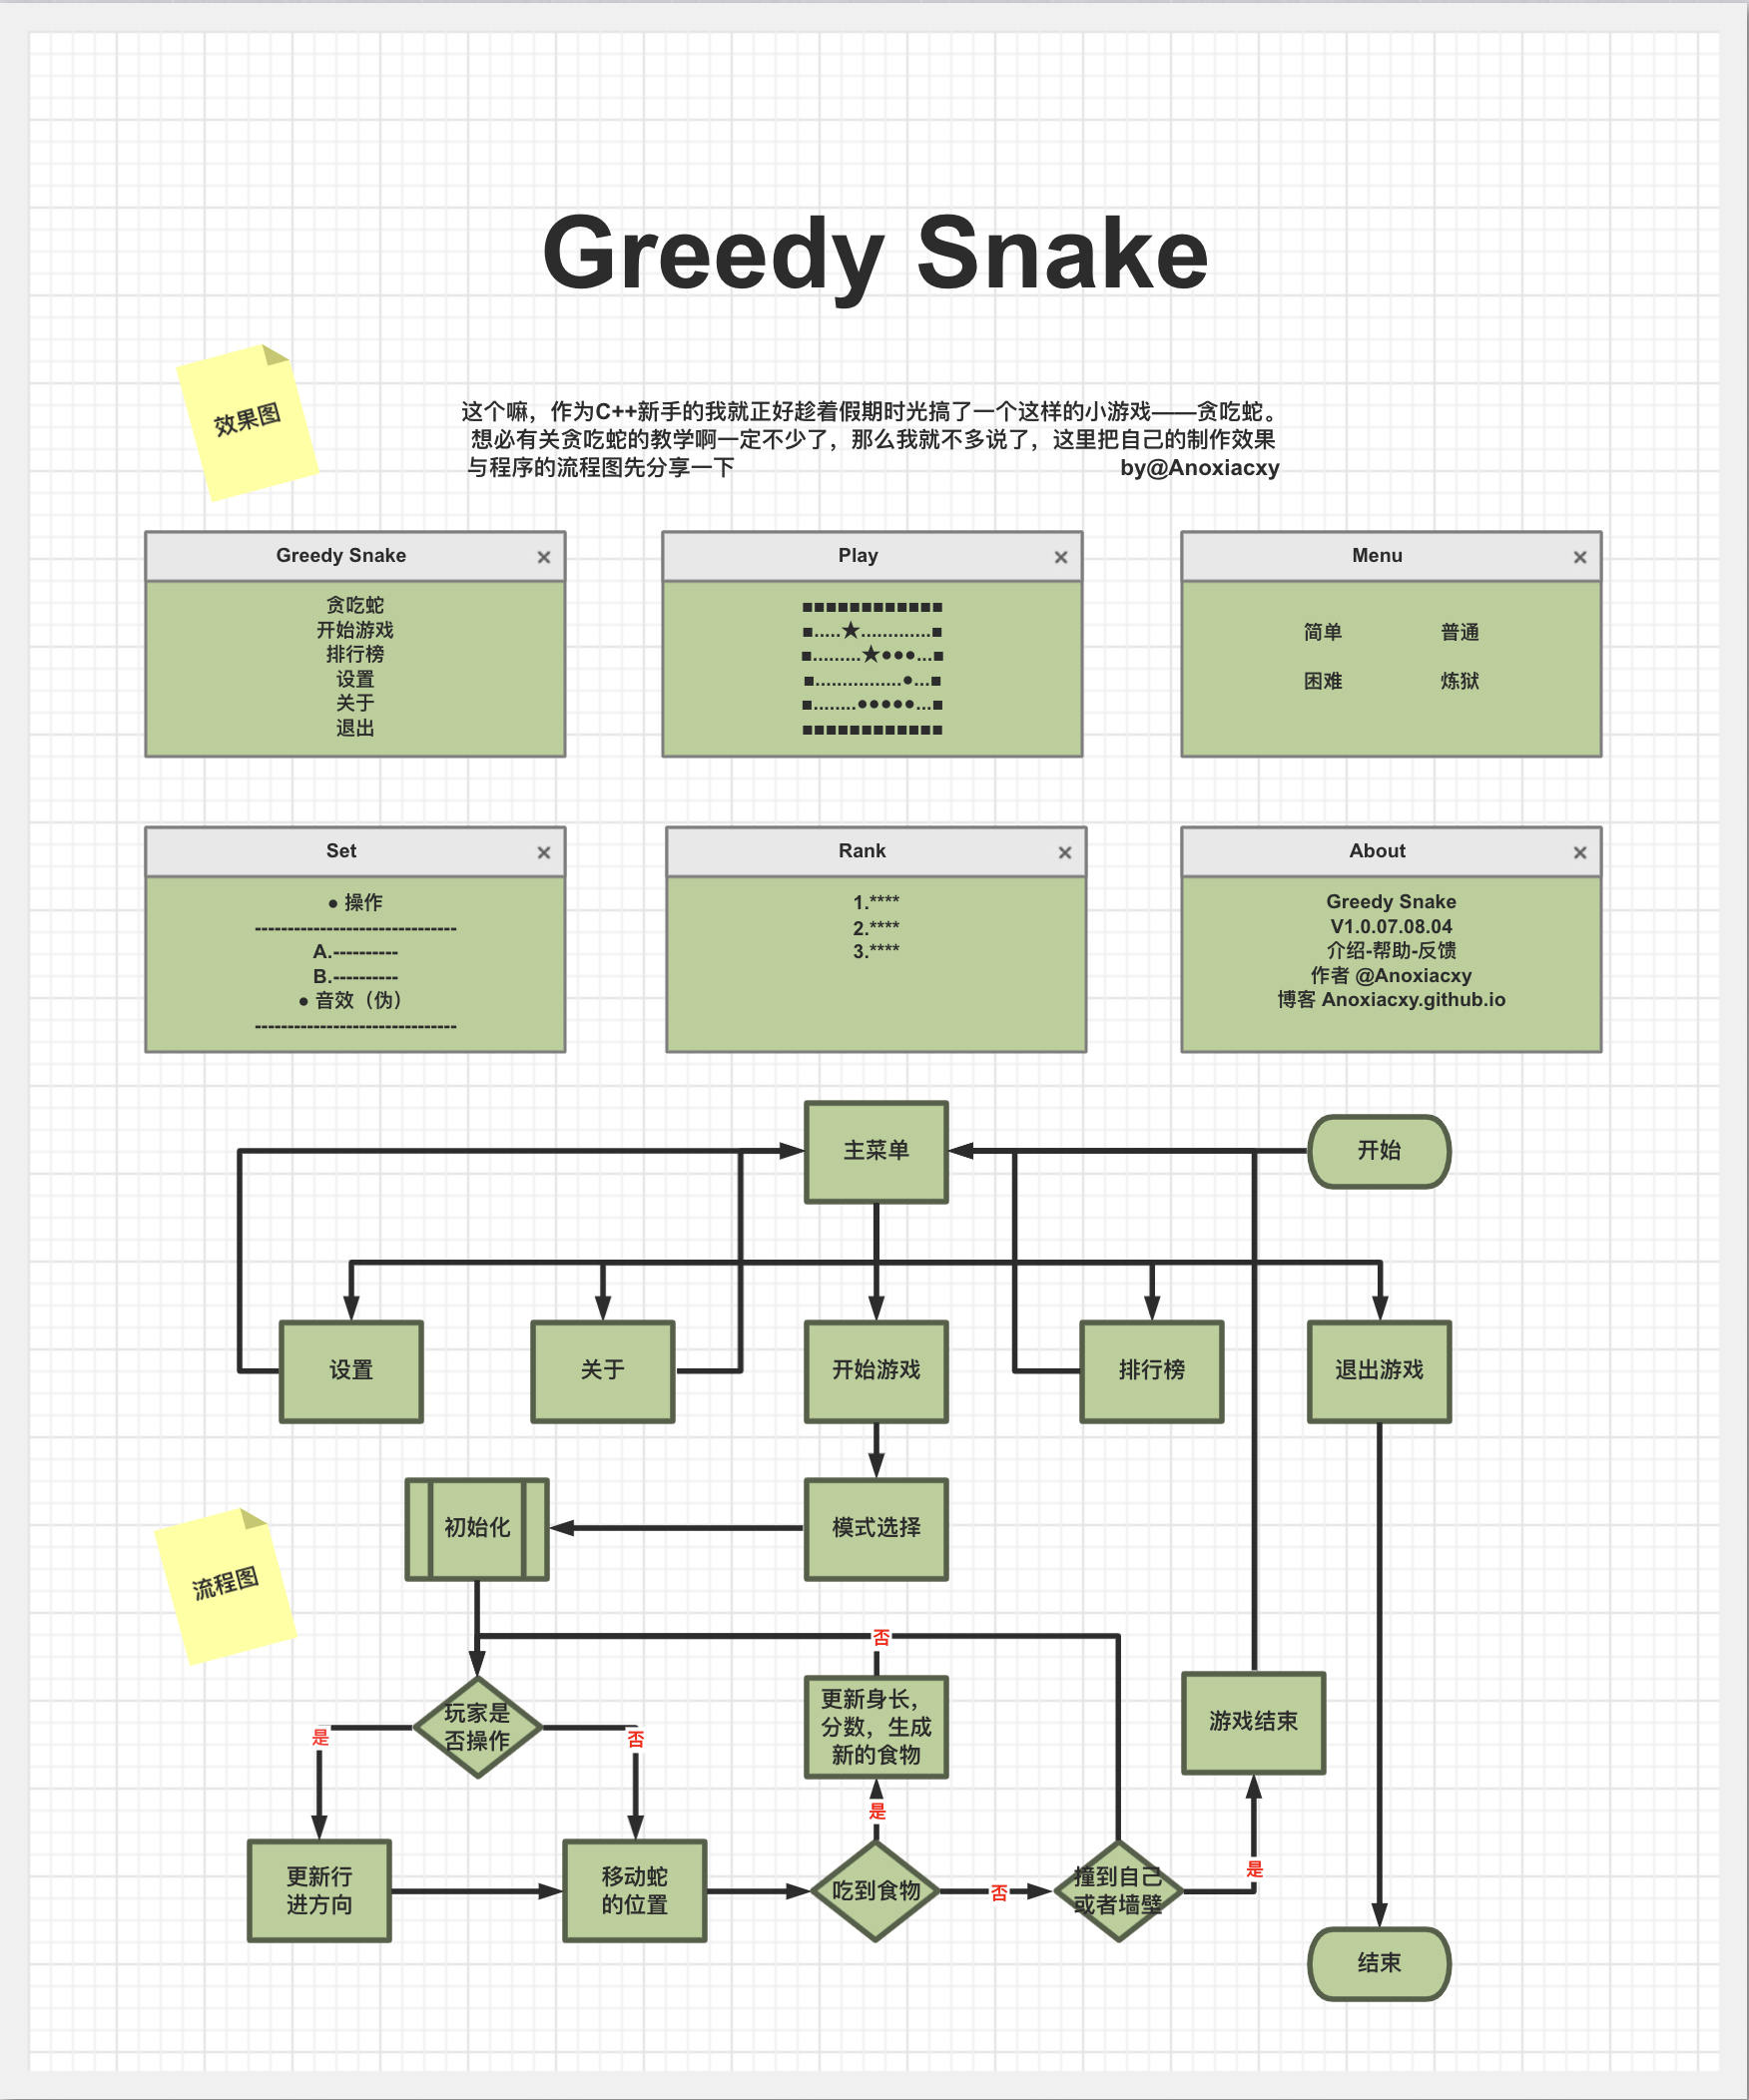 Greedy Snake
效果图
这个嘛，作为C++新手的我就正好趁着假期时光搞了一个这样的小游戏——贪吃蛇。
想必有关贪吃蛇的教学啊一定不少了，那么我就不多说了，这里把自己的制作效果
与程序的流程图先分享一下 by@Anoxiacxy
Greedy Snake ×
贪吃蛇
开始游戏
排行榜
设置
关于
退出
Play ×
■■■■■■■■■■■■
■.....★.............■
■.........★●●●...■
■................●...■
■........●●●●●...■
■■■■■■■■■■■■
Menu ×
简单 普通
困难 炼狱
Set ×
● 操作
-------------------------------
A.----------
B.----------
● 音效（伪）
-------------------------------
Rank ×
1.****
2.****
3.****
About ×
Greedy Snake
V1.0.07.08.04
介绍-帮助-反馈
作者 @Anoxiacxy
博客 Anoxiacxy.github.io
主菜单
开始
设置
关于
开始游戏
排行榜
退出游戏
初始化
模式选择
流程图
否
玩家是
否操作
是
否
更新身长，
分数，生成
新的食物
游戏结束
是
更新行
进方向
移动蛇
的位置
吃到食物
否
撞到自己
或者墙壁
是
结束